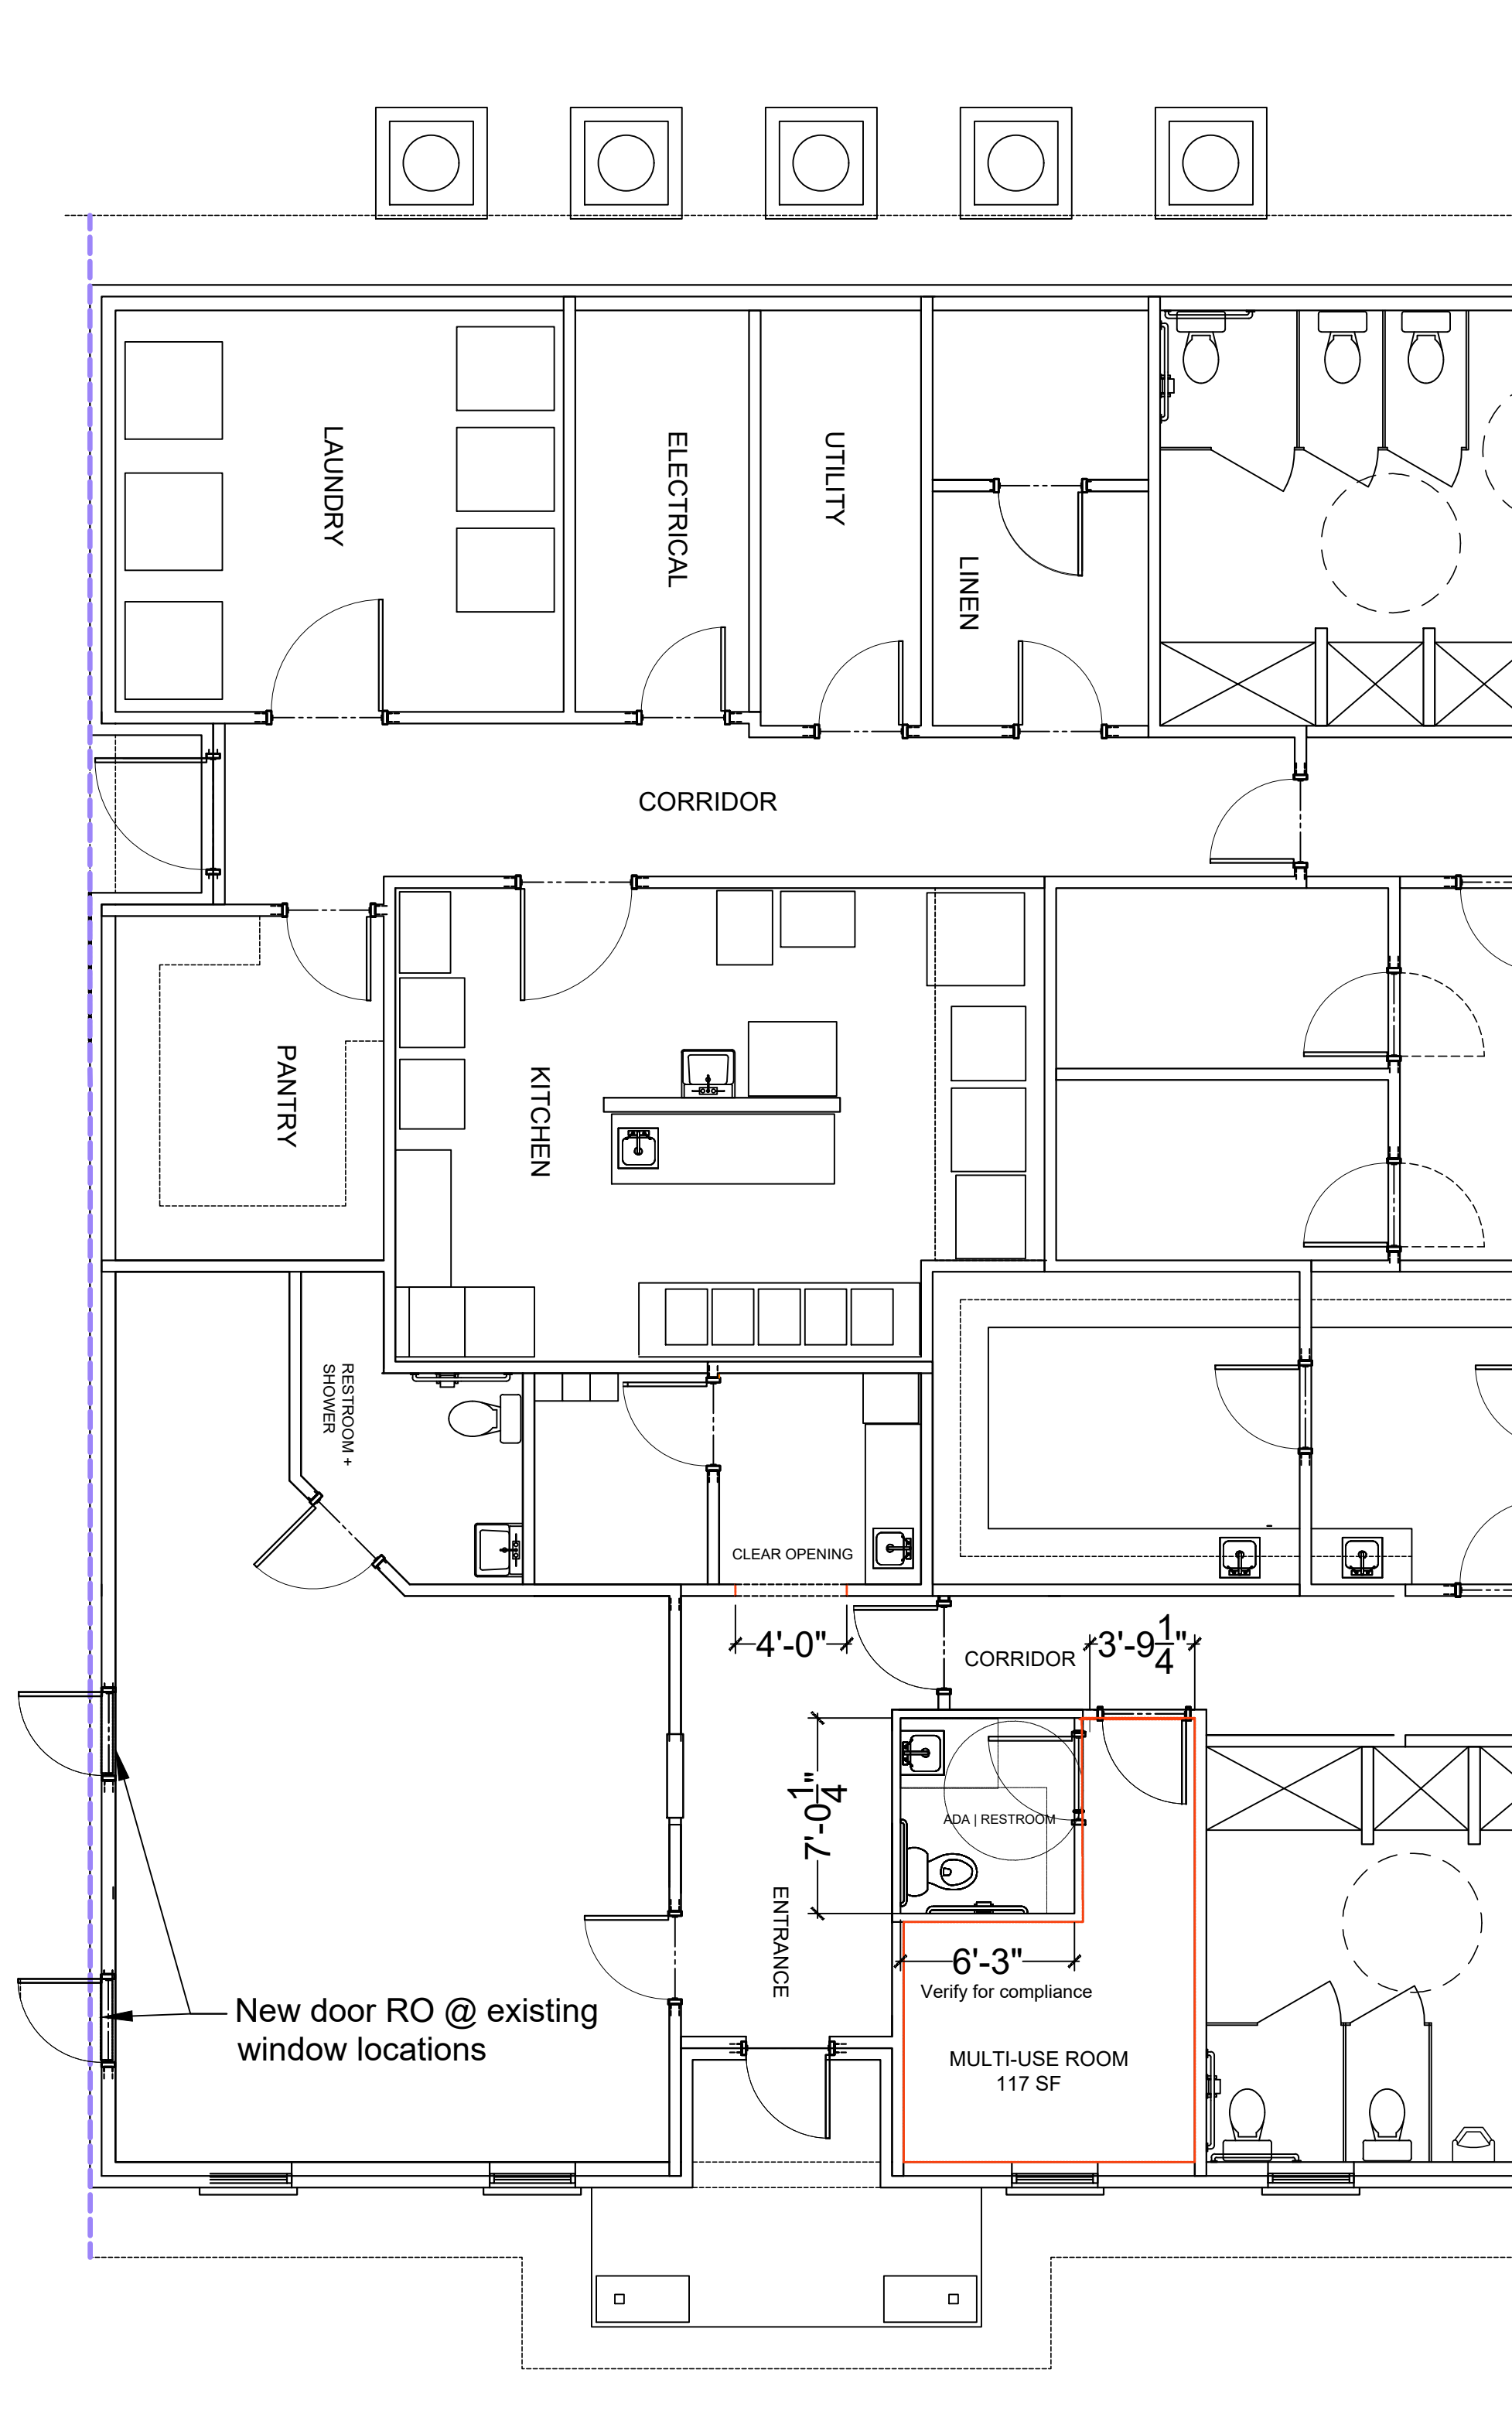 LAUNDRY
ELECTRICAL
UTILITY
LINEN
CORRIDOR
PANTRY
KITCHEN
RESTROOM +
SHOWER
CLEAR OPENING
4'-0"
CORRIDOR
3'-9 1/4"
7'-0 1/4"
ADA | RESTROOM
ENTRANCE
6'-3"
Verify for compliance
New door RO @ existing
window locations
MULTI-USE ROOM
117 SF